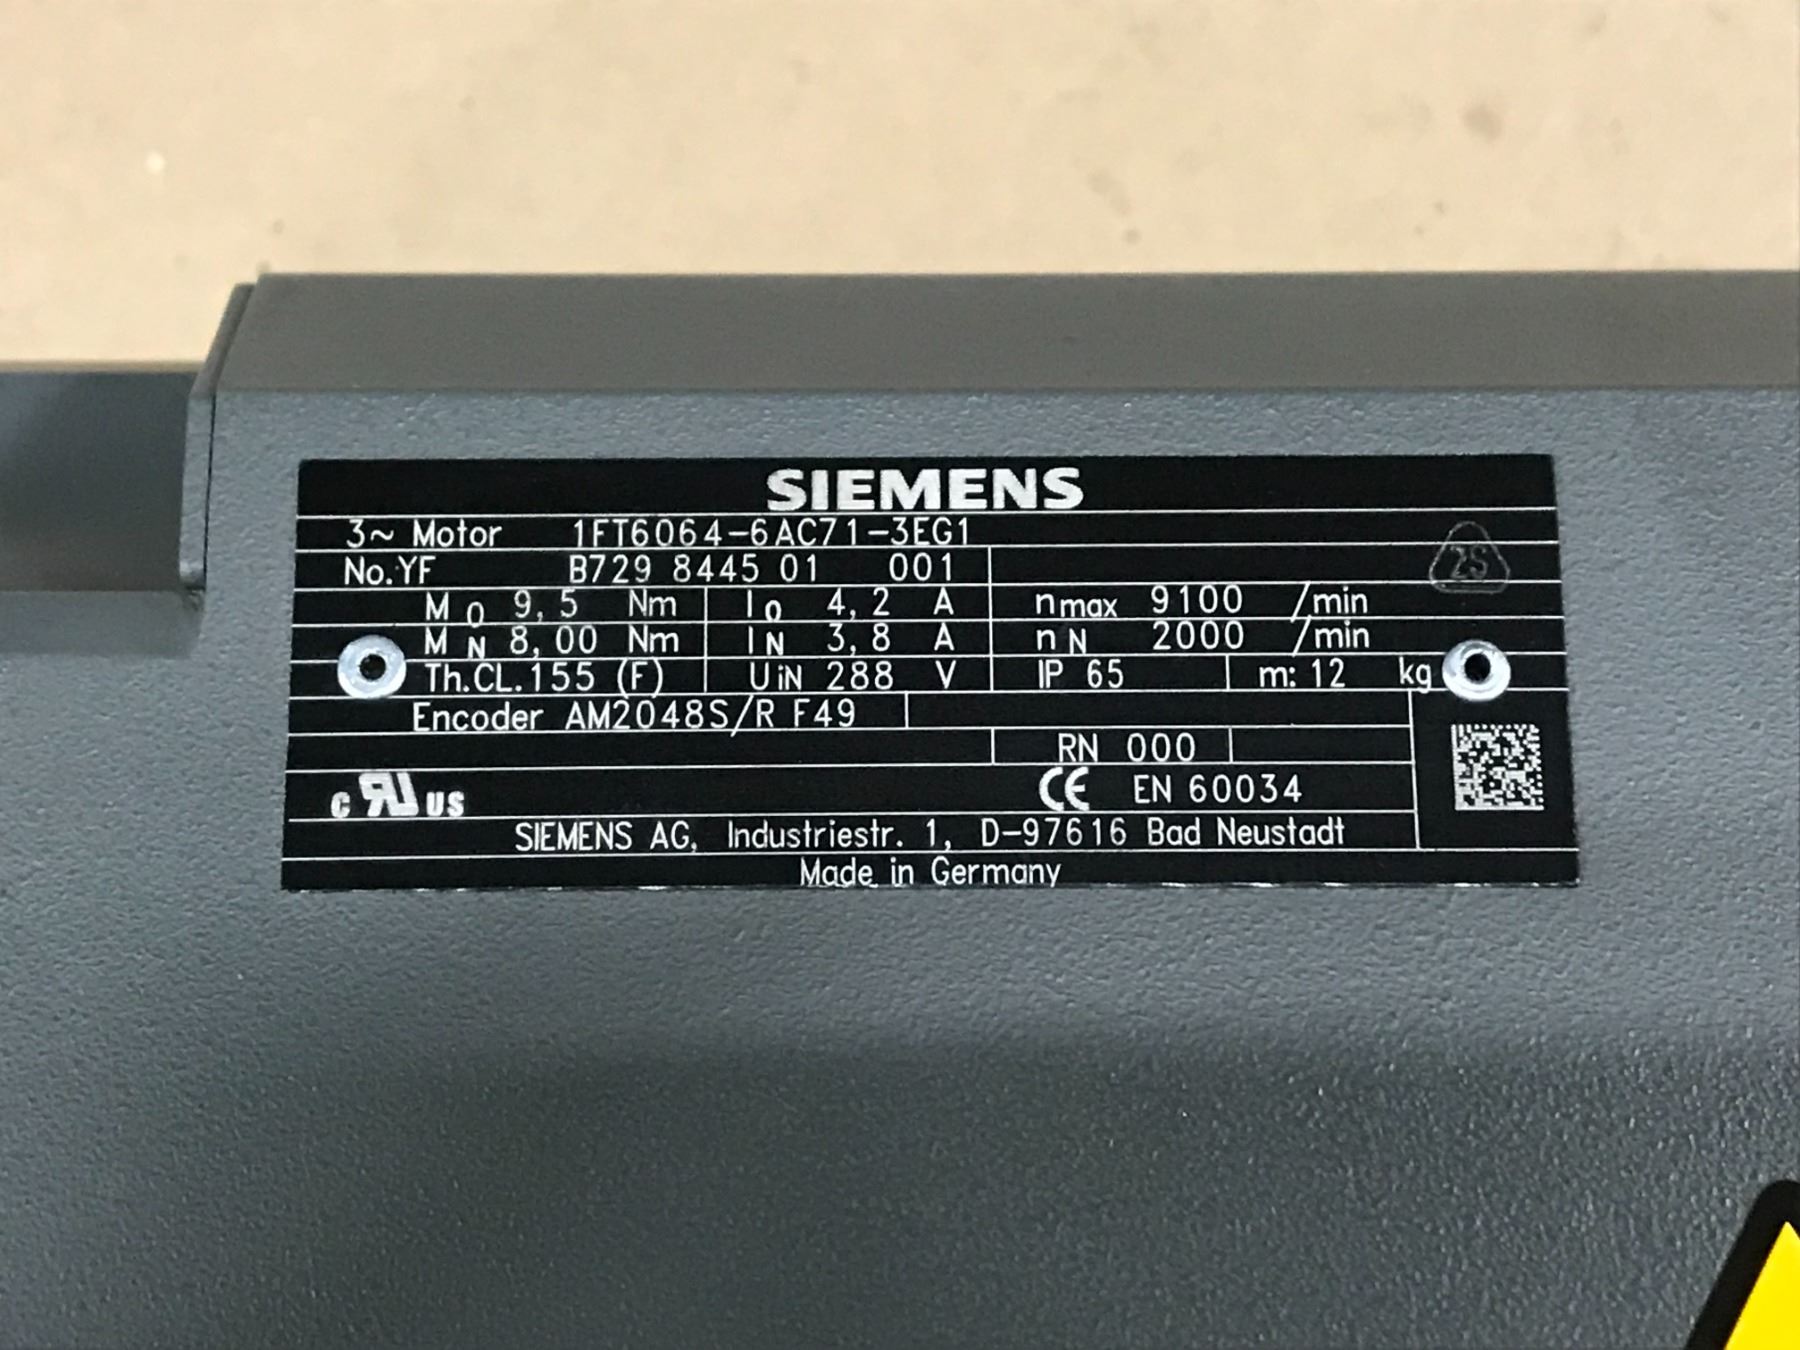 SIEMENS
3~ Motor 1FT6064-6AC71-3EG1
No. YF B729 8445 01 001
M0 9,5 Nm I0 4,2 A nmax 9100 /min
MN 8,00 Nm IN 3,8 A nN 2000 /min
Th.CL.155 (F) UiN 288 V IP 65 m: 12 kg
Encoder AM2048S/R F49
RN 000
c RU US CE EN 60034
SIEMENS AG, Industriestr. 1, D-97616 Bad Neustadt
Made in Germany